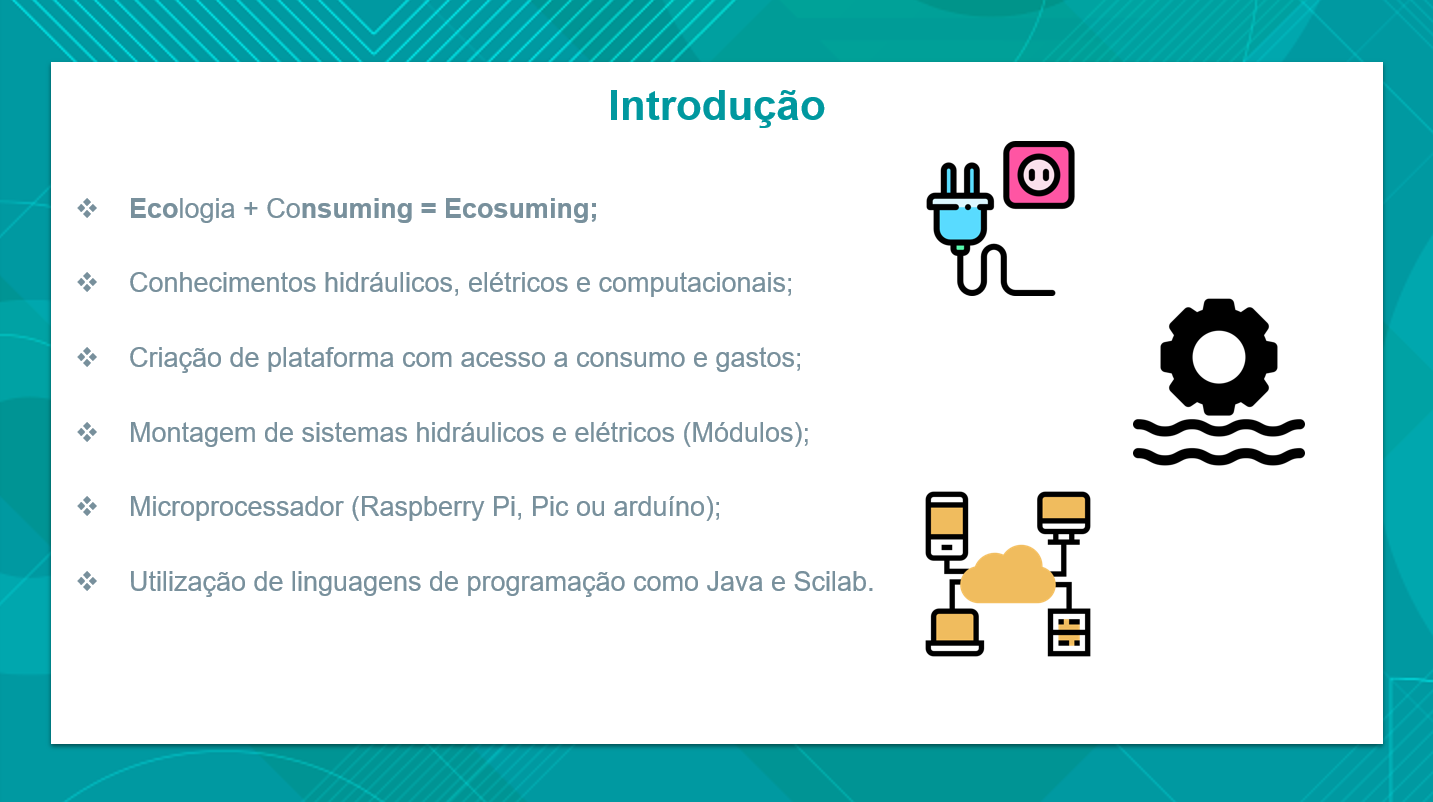 Introdução
Ecologia + Consuming = Ecosuming;
Conhecimentos hidráulicos, elétricos e computacionais;
Criação de plataforma com acesso a consumo e gastos;
Montagem de sistemas hidráulicos e elétricos (Módulos);
Microprocessador (Raspberry Pi, Pic ou arduíno);
Utilização de linguagens de programação como Java e Scilab.